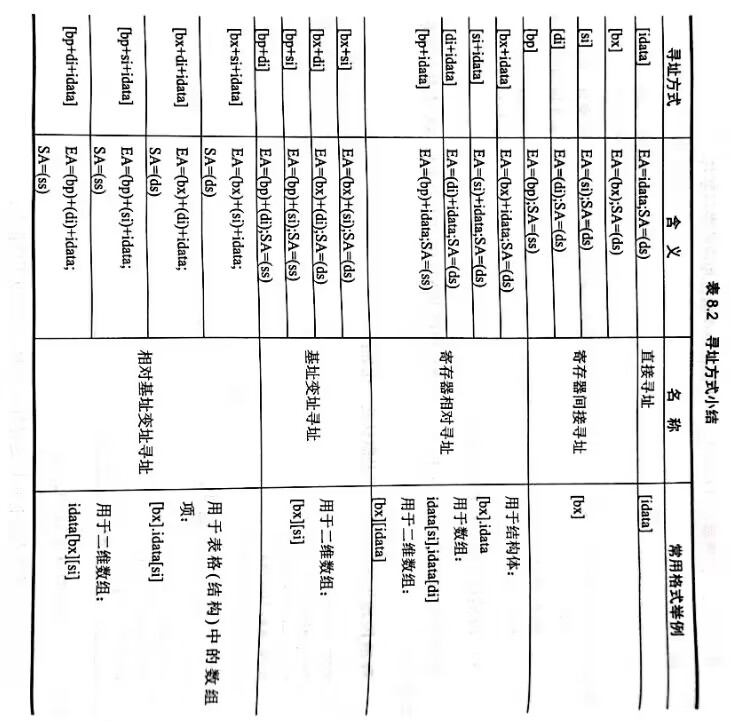 表 8.2 寻址方式小结
寻址方式 含 义 名 称 常用格式举例
[idata] EA=idata;SA=(ds) 直接寻址 [idata]
[bx] EA=(bx);SA=(ds) 寄存器间接寻址 [bx]
[si] EA=(si);SA=(ds)
[di] EA=(di);SA=(ds)
[bp] EA=(bp);SA=(ss)
[bx+idata] EA=(bx)+idata;SA=(ds) 寄存器相对寻址 用于结构体：
[bx].idata
[si+idata] EA=(si)+idata;SA=(ds) 用于数组：
[di+idata] EA=(di)+idata;SA=(ds) idata[si],idata[di]
[bp+idata] EA=(bp)+idata;SA=(ss) 用于二维数组：
[bx][idata]
[bx+si] EA=(bx)+(si);SA=(ds) 基址变址寻址 用于二维数组：
[bx+di] EA=(bx)+(di);SA=(ds) [bx][si]
[bp+si] EA=(bp)+(si);SA=(ss)
[bp+di] EA=(bp)+(di);SA=(ss)
[bx+si+idata] EA=(bx)+(si)+idata; 相对基址变址寻址 用于表格(结构)中的数组
SA=(ds) 项：
[bx+di+idata] EA=(bx)+(di)+idata; [bx].idata[si]
SA=(ds)
[bp+si+idata] EA=(bp)+(si)+idata; 用于二维数组：
SA=(ss) idata[bx][si]
[bp+di+idata] EA=(bp)+(di)+idata;
SA=(ss)